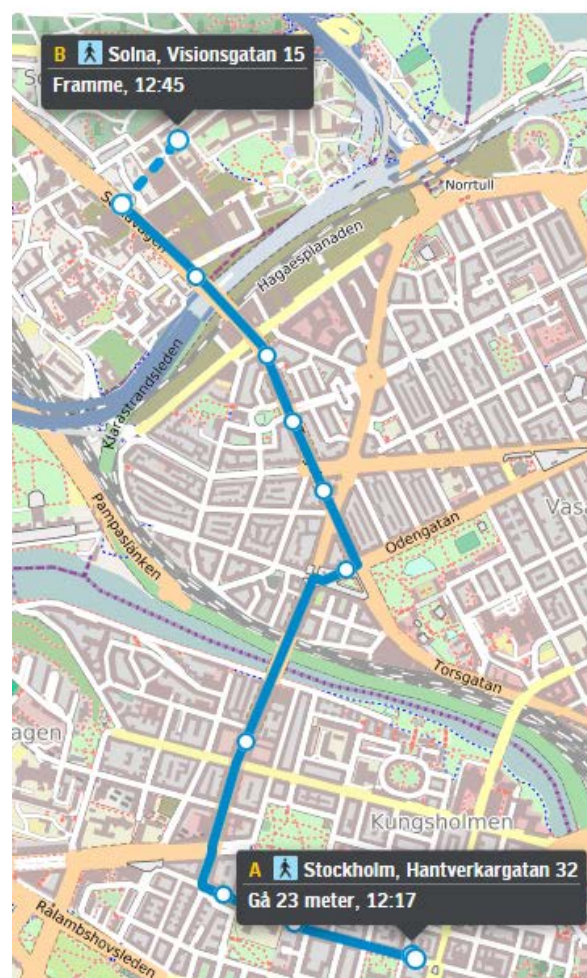 B Solna, Visionsgatan 15
Framme, 12:45
Norrtull
Hagaesplanaden
Klarastrandsleden
Pampaslänken
Odengatan
Vasa
Torsgatan
agen
Kungsholmen
A Stockholm, Hantverkargatan 32
Gå 23 meter, 12:17
Rålambshovsleden